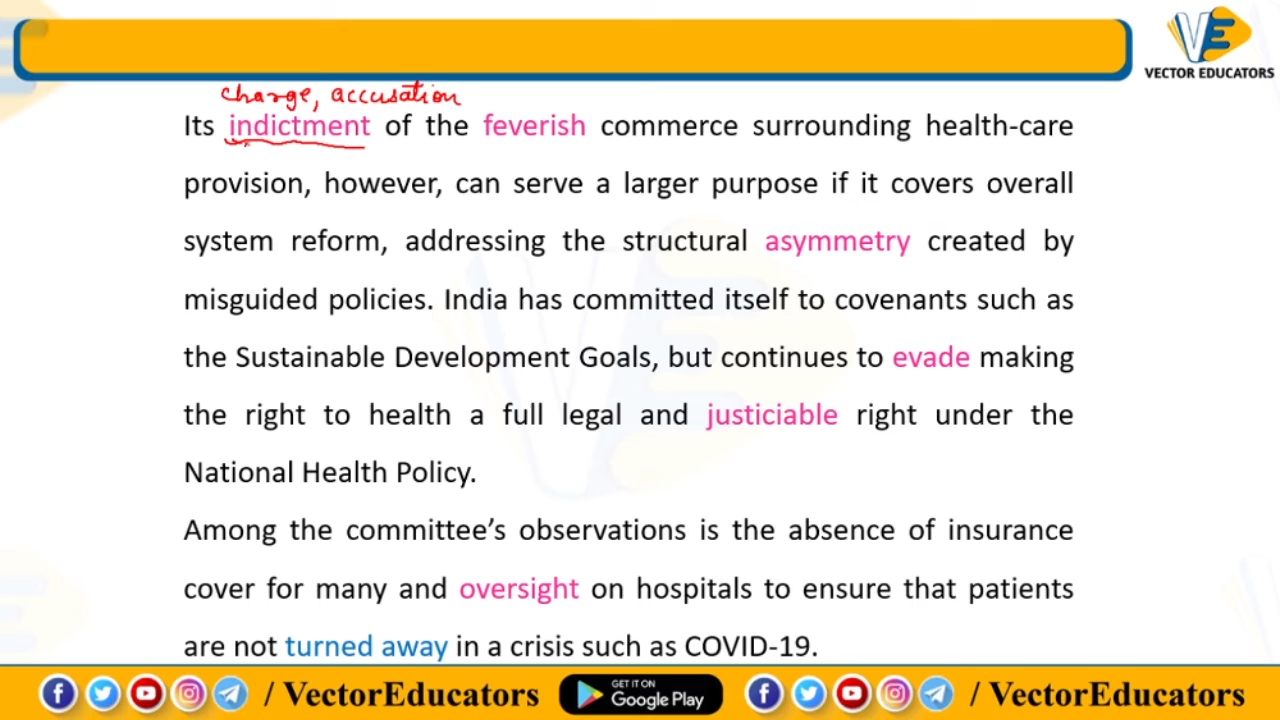 VE
VECTOR EDUCATORS
charge, accusation
Its indictment of the feverish commerce surrounding health-care
provision, however, can serve a larger purpose if it covers overall
system reform, addressing the structural asymmetry created by
misguided policies. India has committed itself to covenants such as
the Sustainable Development Goals, but continues to evade making
the right to health a full legal and justiciable right under the
National Health Policy.
Among the committee’s observations is the absence of insurance
cover for many and oversight on hospitals to ensure that patients
are not turned away in a crisis such as COVID-19.
/ VectorEducators
GET IT ON
Google Play
/ VectorEducators